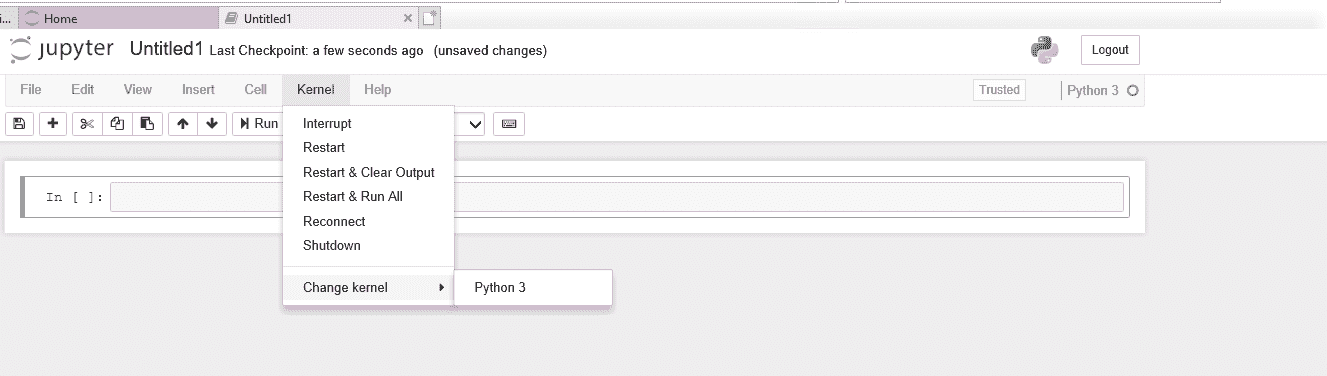 i... Home Untitled1
jupyter Untitled1 Last Checkpoint: a few seconds ago (unsaved changes) Logout
File Edit View Insert Cell Kernel Help Trusted Python 3
Run
Interrupt
Restart
Restart & Clear Output
Restart & Run All
In [ ]:
Reconnect
Shutdown
Change kernel Python 3